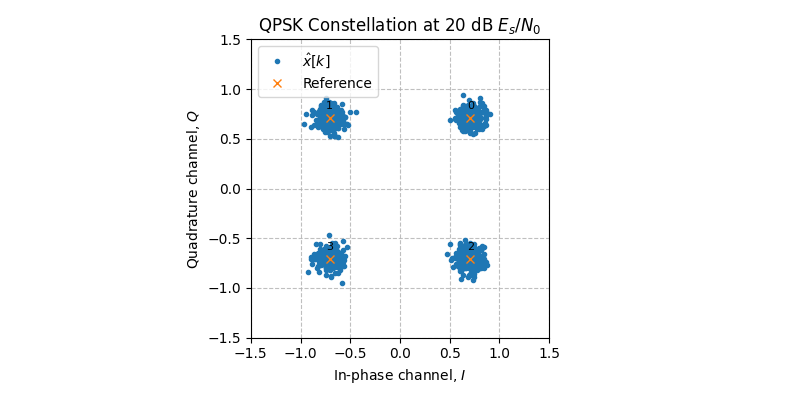 QPSK Constellation at 20 dB $E_s/N_0$
1.5
1.0
0.5
0.0
−0.5
−1.0
−1.5
Quadrature channel, Q
x̂[k]
Reference
1
0
3
2
−1.5 −1.0 −0.5 0.0 0.5 1.0 1.5
In-phase channel, I